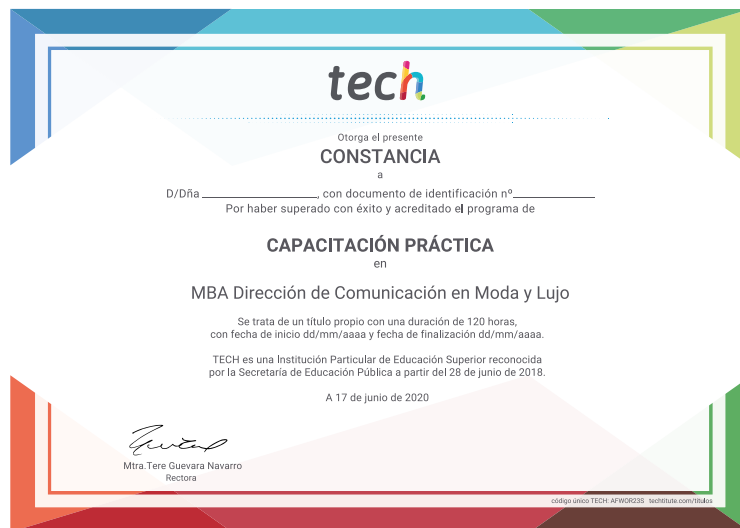 tech
Otorga el presente
CONSTANCIA
a
D/Dña ____________________, con documento de identificación nº______________
Por haber superado con éxito y acreditado el programa de
CAPACITACIÓN PRÁCTICA
en
MBA Dirección de Comunicación en Moda y Lujo
Se trata de un título propio con una duración de 120 horas,
con fecha de inicio dd/mm/aaaa y fecha de finalización dd/mm/aaaa.
TECH es una Institución Particular de Educación Superior reconocida
por la Secretaría de Educación Pública a partir del 28 de junio de 2018.
A 17 de junio de 2020
Mtra.Tere Guevara Navarro
Rectora
código único TECH: AFWOR23S techtitute.com/titulos